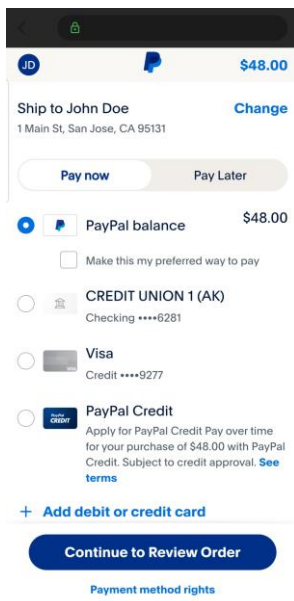 JD
$48.00
Ship to John Doe
Change
1 Main St, San Jose, CA 95131
Pay now
Pay Later
PayPal balance
$48.00
Make this my preferred way to pay
CREDIT UNION 1 (AK)
Checking ••••6281
Visa
Credit ••••9277
PayPal
CREDIT
PayPal Credit
Apply for PayPal Credit Pay over time
for your purchase of $48.00 with PayPal
Credit. Subject to credit approval. See
terms
+ Add debit or credit card
Continue to Review Order
Payment method rights